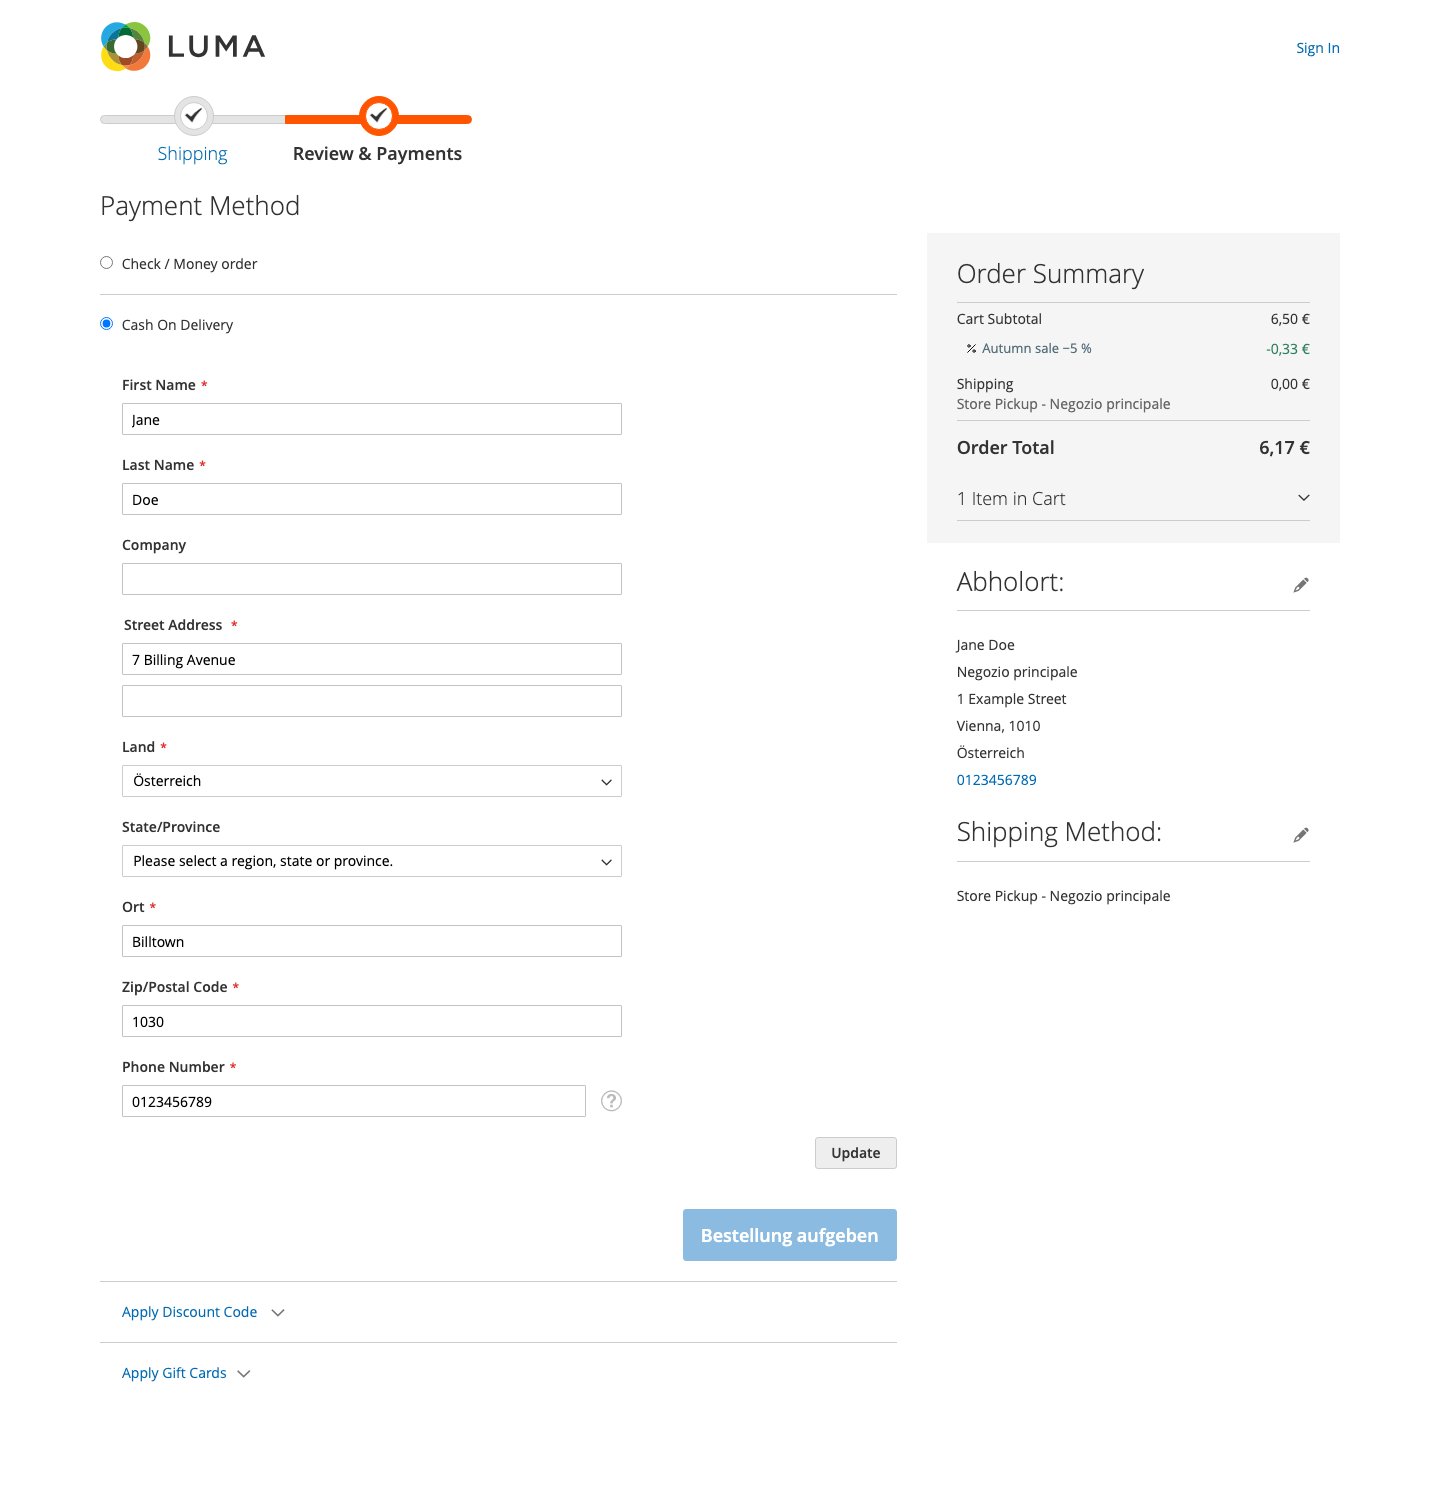 LUMA
Sign In
Shipping
Review & Payments
Payment Method
Check / Money order
Cash On Delivery
First Name *
Jane
Last Name *
Doe
Company
Street Address *
7 Billing Avenue
Land *
Österreich
State/Province
Please select a region, state or province.
Ort *
Billtown
Zip/Postal Code *
1030
Phone Number *
0123456789
?
Update
Bestellung aufgeben
Apply Discount Code
Apply Gift Cards
Order Summary
Cart Subtotal 6,50 €
% Autumn sale −5 % -0,33 €
Shipping 0,00 €
Store Pickup - Negozio principale
Order Total 6,17 €
1 Item in Cart
Abholort:
Jane Doe
Negozio principale
1 Example Street
Vienna, 1010
Österreich
0123456789
Shipping Method:
Store Pickup - Negozio principale